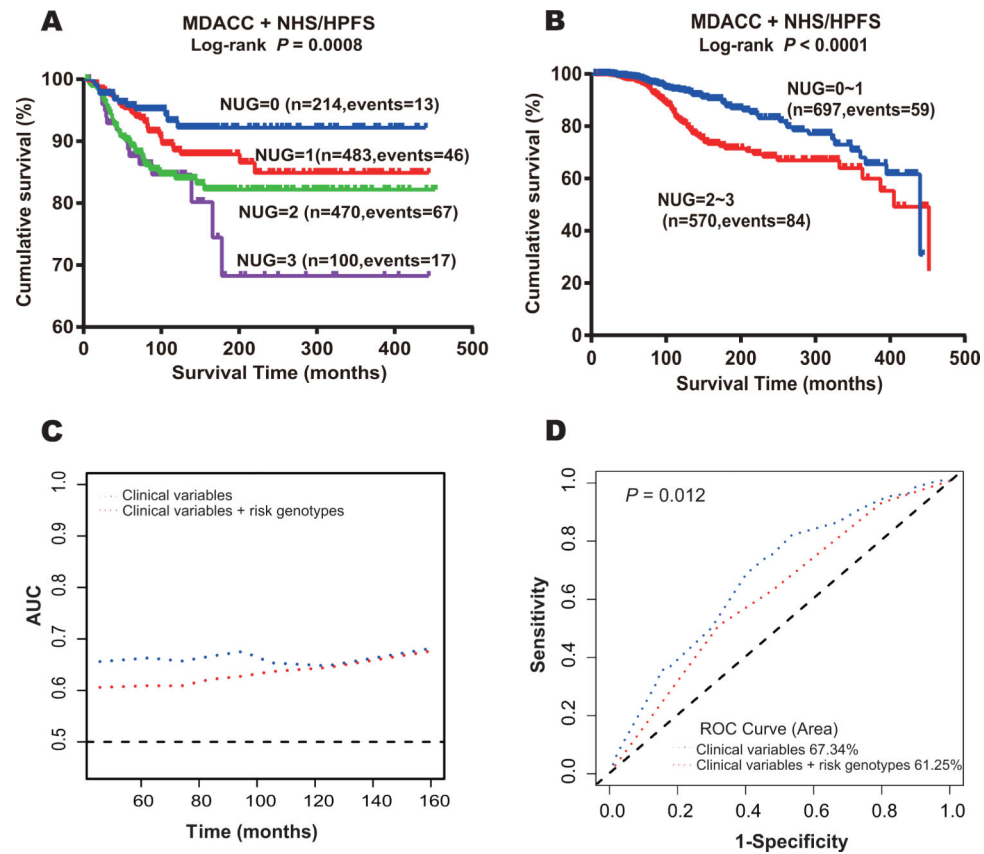 A
MDACC + NHS/HPFS
Log-rank P = 0.0008
Cumulative survival (%)
100
90
80
70
60
NUG=0 (n=214,events=13)
NUG=1(n=483,events=46)
NUG=2 (n=470,events=67)
NUG=3 (n=100,events=17)
0
100
200
300
400
500
Survival Time (months)
B
MDACC + NHS/HPFS
Log-rank P < 0.0001
Cumulative survival (%)
100
80
60
40
20
0
NUG=0~1
(n=697,events=59)
NUG=2~3
(n=570,events=84)
0
100
200
300
400
500
Survival Time (months)
C
AUC
1.0
0.9
0.8
0.7
0.6
0.5
Clinical variables
Clinical variables + risk genotypes
60
80
100
120
140
160
Time (months)
D
Sensitivity
1.0
0.8
0.6
0.4
0.2
0.0
P = 0.012
ROC Curve (Area)
Clinical variables 67.34%
Clinical variables + risk genotypes 61.25%
0.0
0.2
0.4
0.6
0.8
1.0
1-Specificity